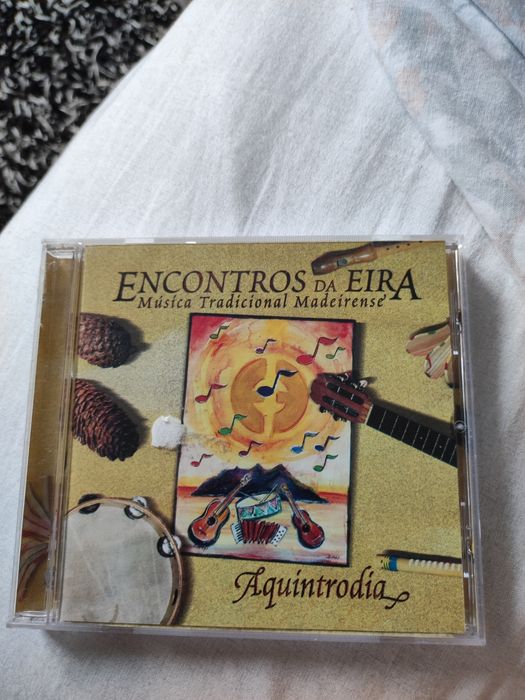 ENCONTROS DA EIRA
Música Tradicional Madeirense
Aquintrodia